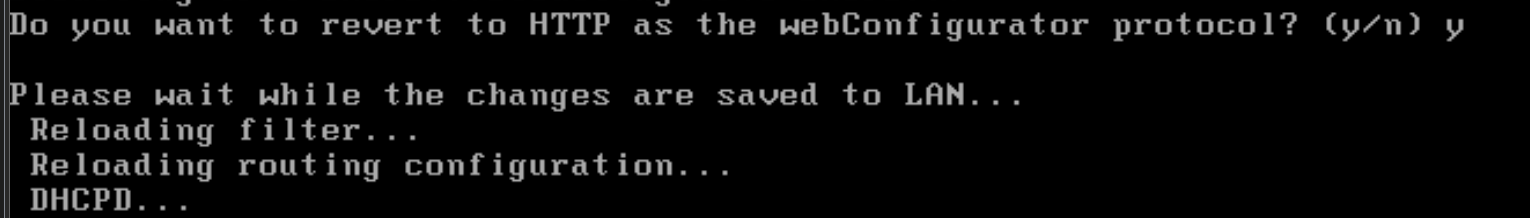 Do you want to revert to HTTP as the webConfigurator protocol? (y/n) y
Please wait while the changes are saved to LAN...
Reloading filter...
Reloading routing configuration...
DHCPD...